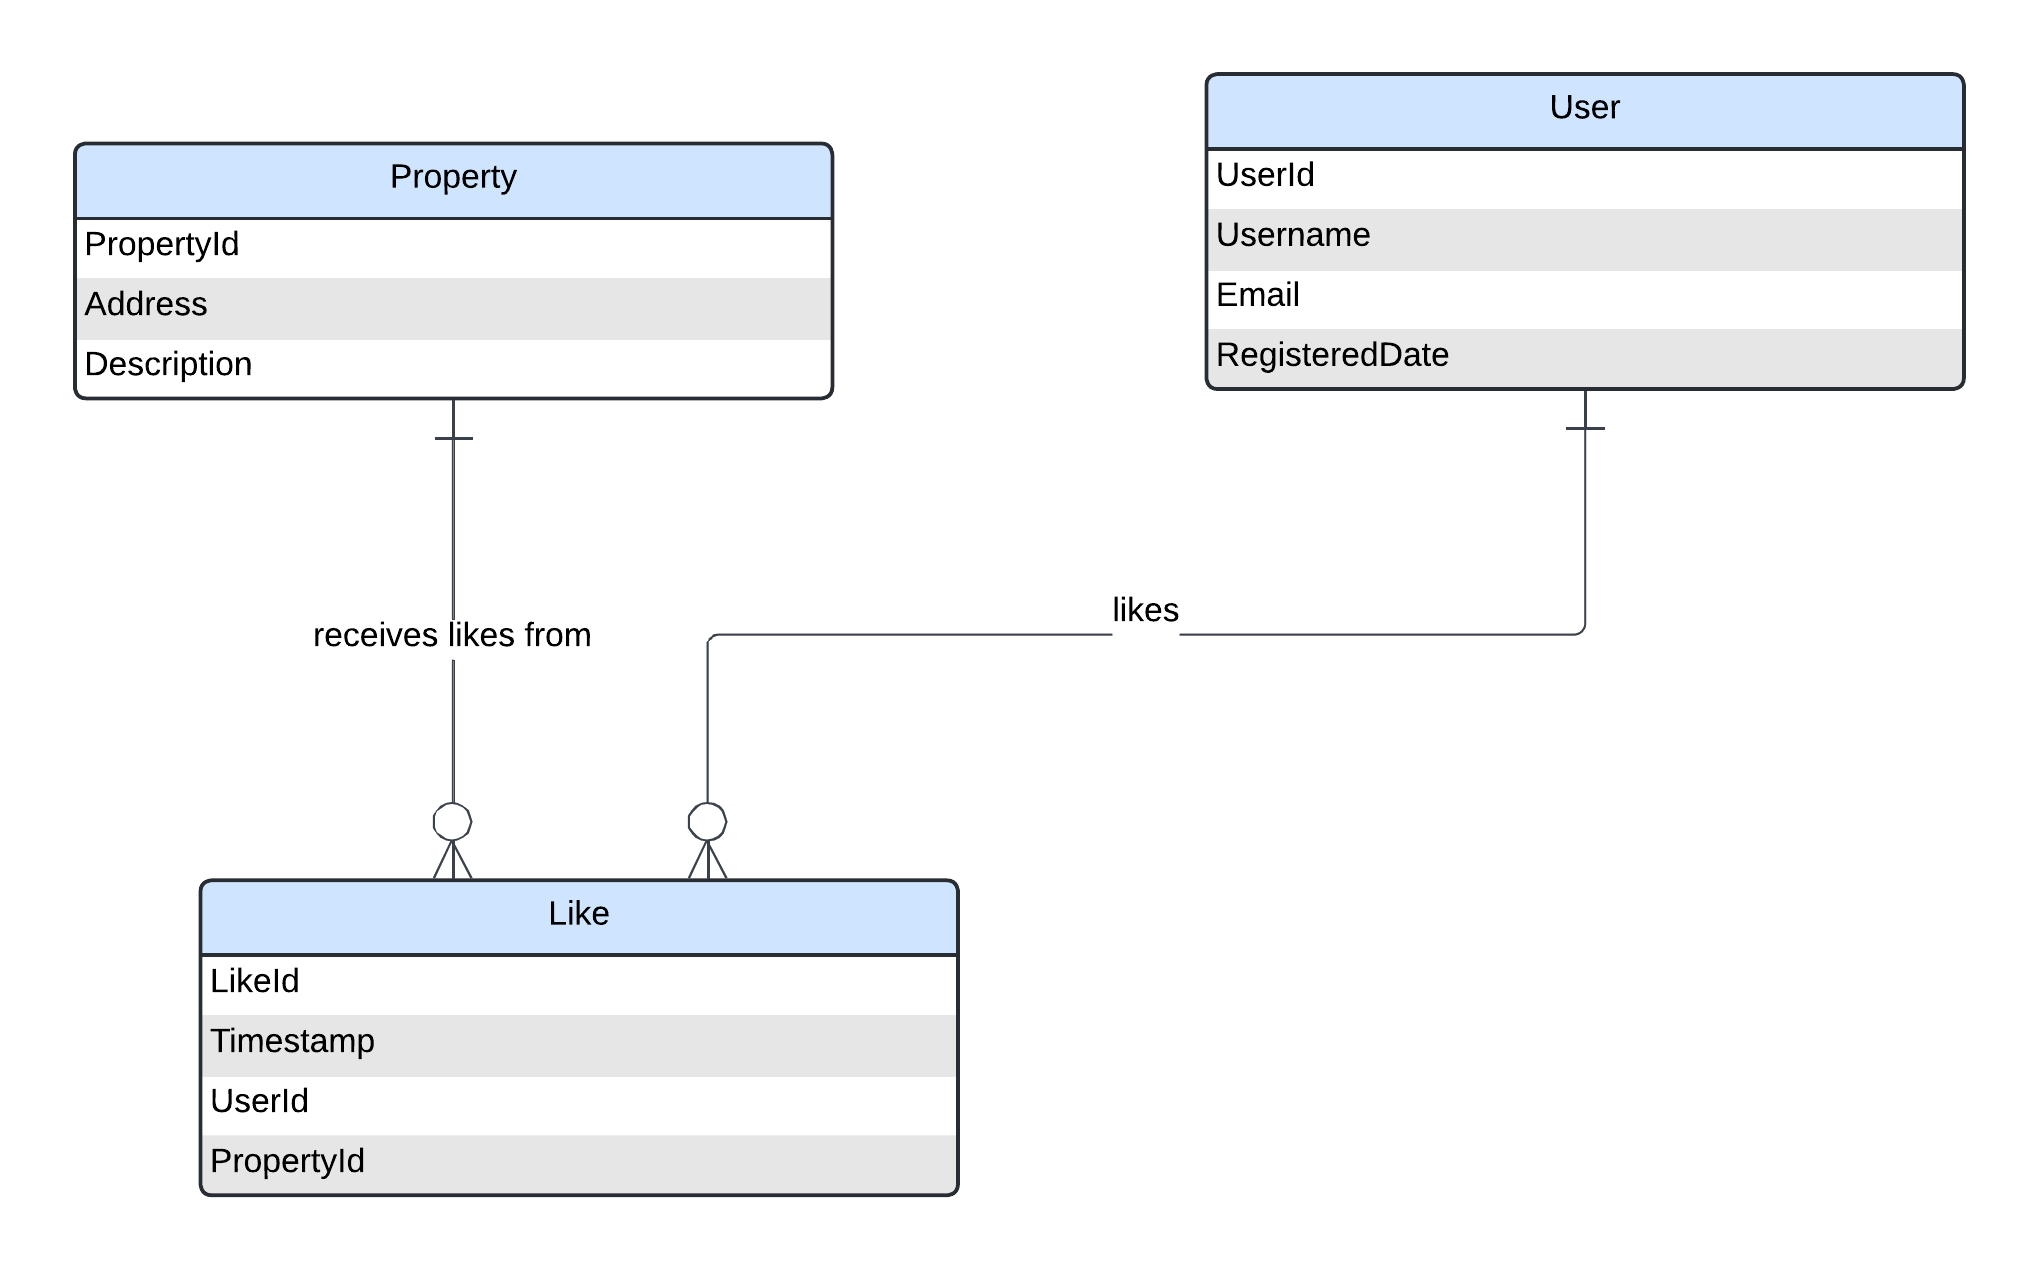 Property
PropertyId
Address
Description
User
UserId
Username
Email
RegisteredDate
receives likes from
likes
Like
LikeId
Timestamp
UserId
PropertyId